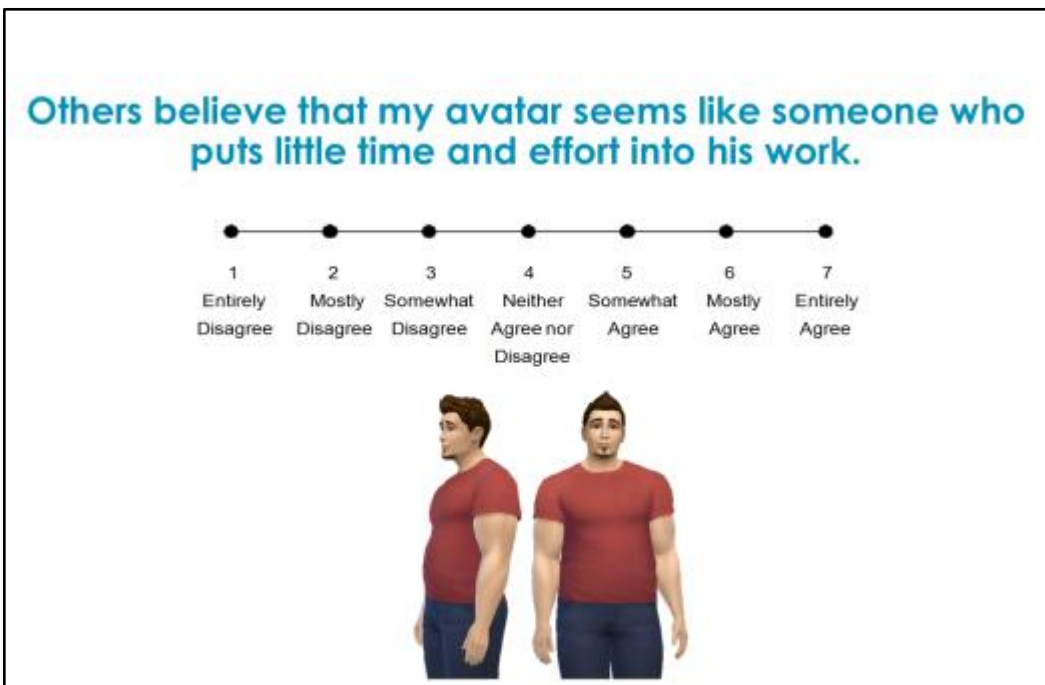 Others believe that my avatar seems like someone who
puts little time and effort into his work.
1 2 3 4 5 6 7
Entirely Mostly Somewhat Neither Somewhat Mostly Entirely
Disagree Disagree Disagree Agree nor Agree Agree Agree
Disagree